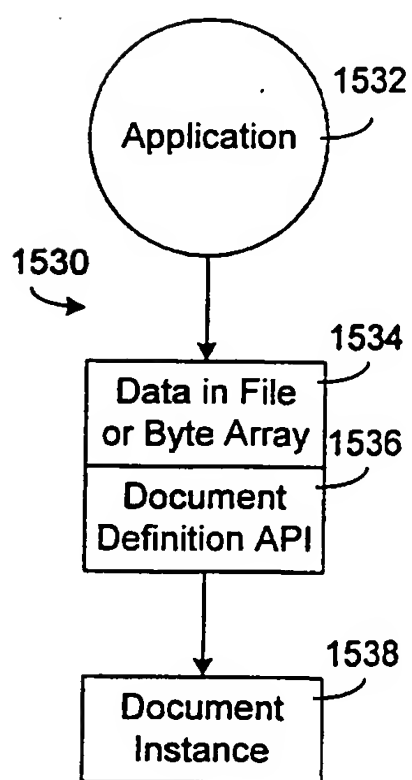 1532
Application
1530
1534
Data in File
or Byte Array
1536
Document
Definition API
1538
Document
Instance